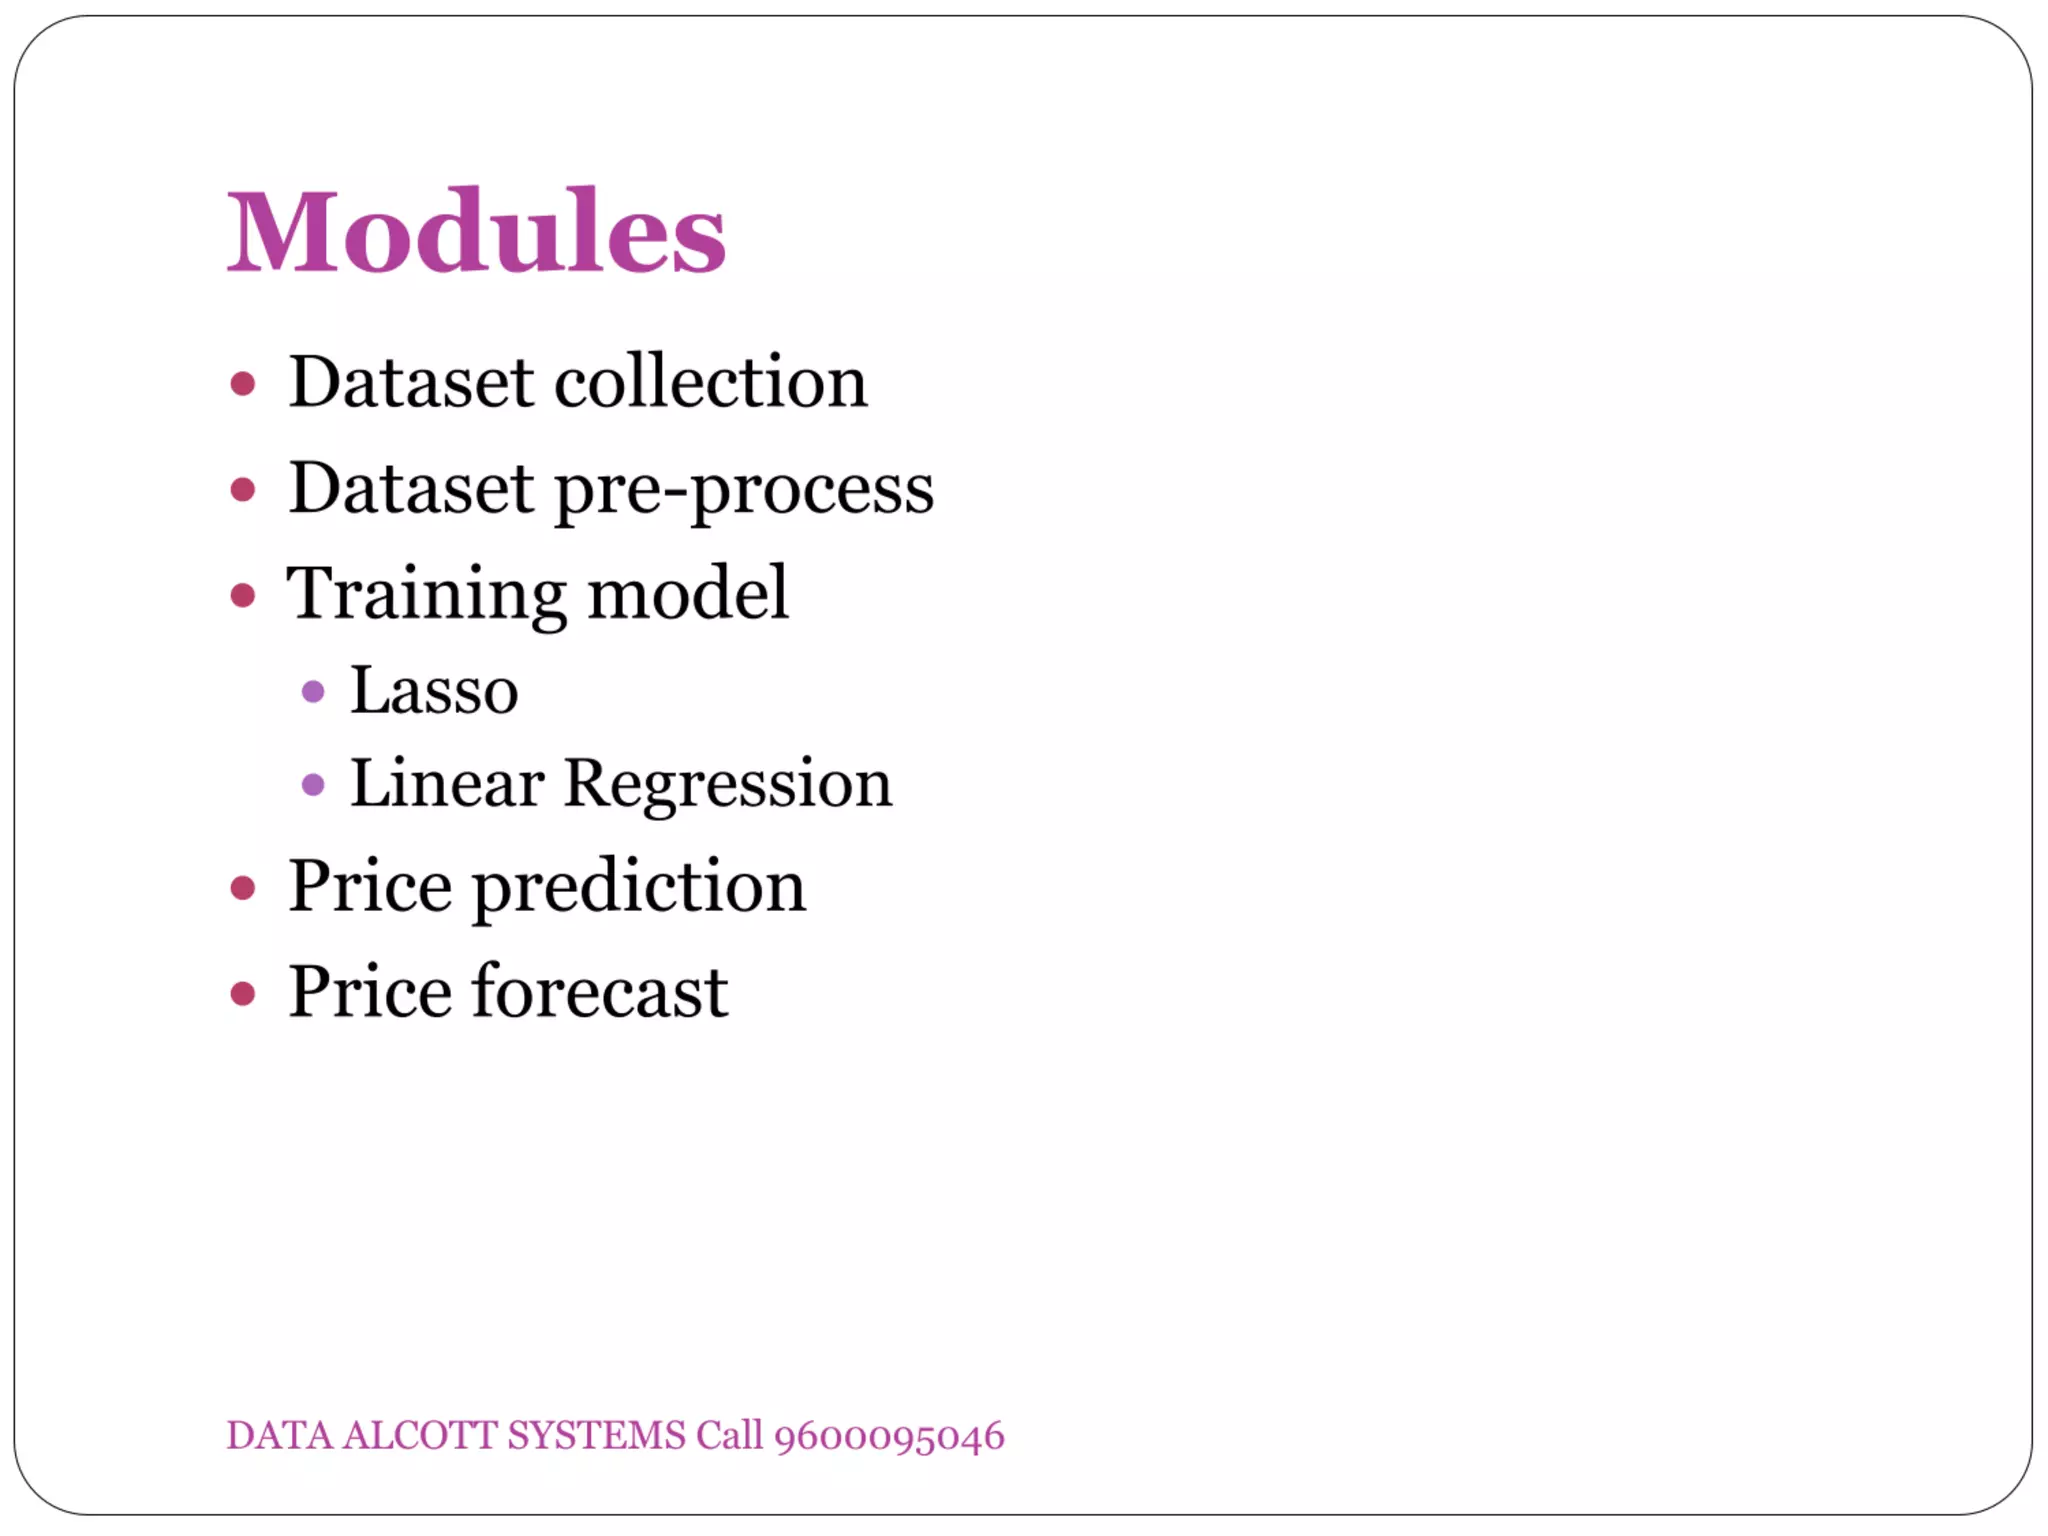 Modules
Dataset collection
Dataset pre-process
Training model
Lasso
Linear Regression
Price prediction
Price forecast
DATA ALCOTT SYSTEMS Call 9600095046